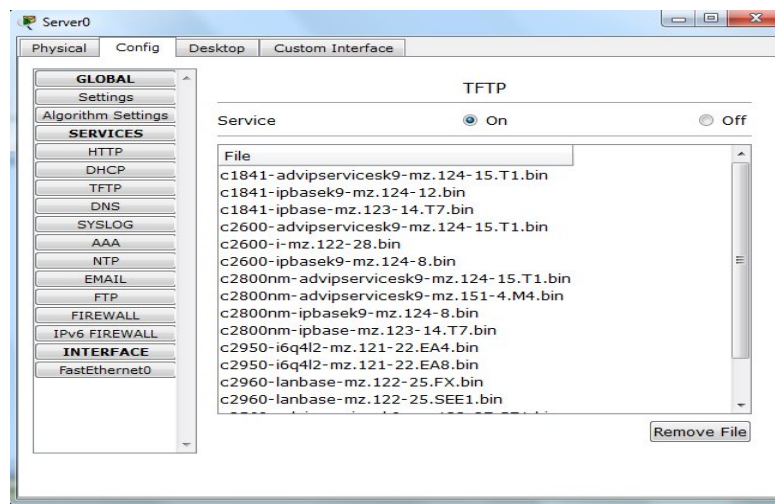 Server0
Physical Config Desktop Custom Interface
GLOBAL
Settings
Algorithm Settings
SERVICES
HTTP
DHCP
TFTP
DNS
SYSLOG
AAA
NTP
EMAIL
FTP
FIREWALL
IPv6 FIREWALL
INTERFACE
FastEthernet0
TFTP
Service On Off
File
c1841-advipservicesk9-mz.124-15.T1.bin
c1841-ipbasek9-mz.124-12.bin
c1841-ipbase-mz.123-14.T7.bin
c2600-advipservicesk9-mz.124-15.T1.bin
c2600-i-mz.122-28.bin
c2600-ipbasek9-mz.124-8.bin
c2800nm-advipservicesk9-mz.124-15.T1.bin
c2800nm-advipservicesk9-mz.151-4.M4.bin
c2800nm-ipbasek9-mz.124-8.bin
c2800nm-ipbase-mz.123-14.T7.bin
c2950-i6q4l2-mz.121-22.EA4.bin
c2950-i6q4l2-mz.121-22.EA8.bin
c2960-lanbase-mz.122-25.FX.bin
c2960-lanbase-mz.122-25.SEE1.bin
Remove File